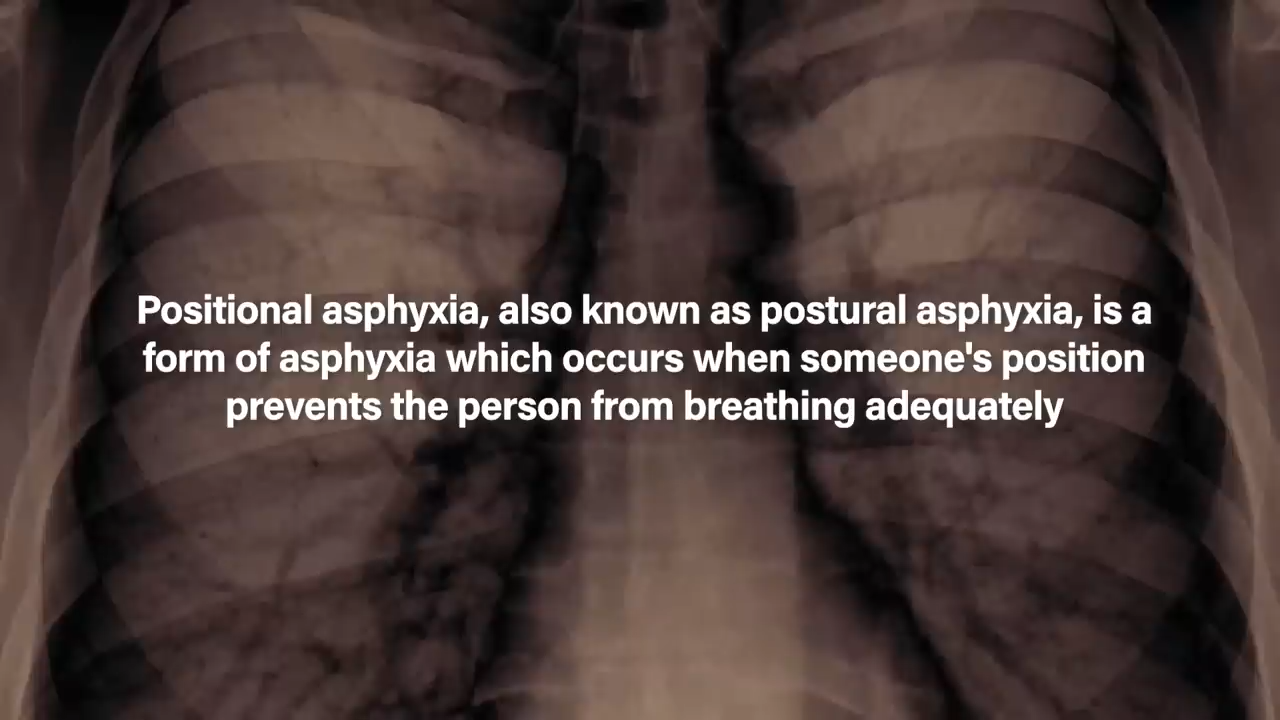 Positional asphyxia, also known as postural asphyxia, is a
form of asphyxia which occurs when someone's position
prevents the person from breathing adequately